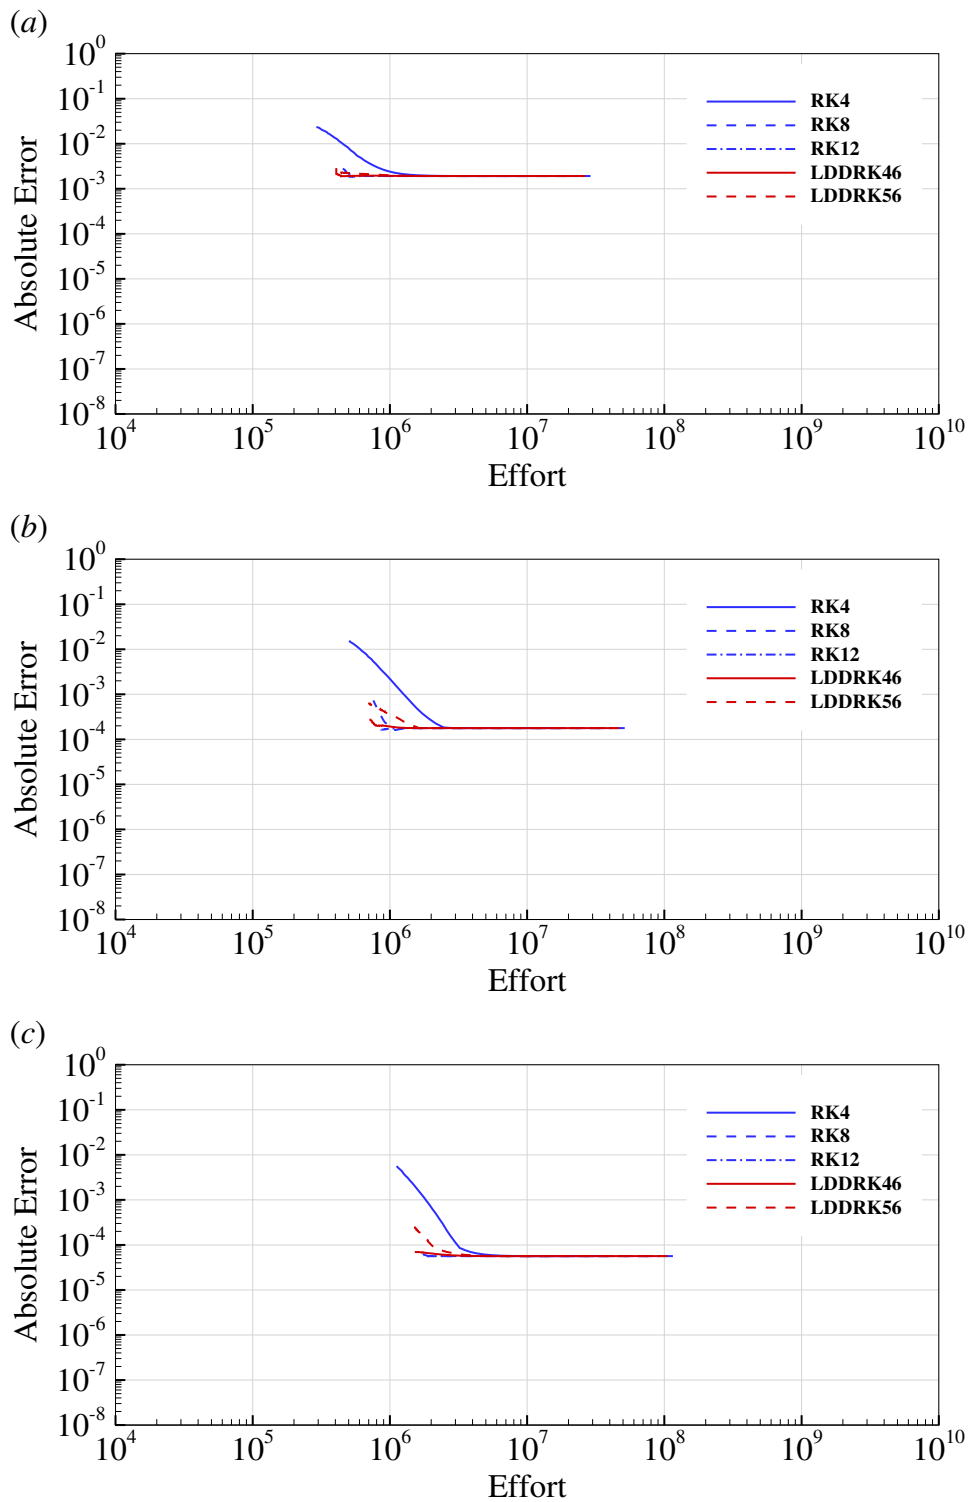 (a)
10^0
10^-1
10^-2
10^-3
10^-4
10^-5
10^-6
10^-7
10^-8
Absolute Error
RK4
RK8
RK12
LDDRK46
LDDRK56
10^4 10^5 10^6 10^7 10^8 10^9 10^10
Effort
(b)
10^0
10^-1
10^-2
10^-3
10^-4
10^-5
10^-6
10^-7
10^-8
Absolute Error
RK4
RK8
RK12
LDDRK46
LDDRK56
10^4 10^5 10^6 10^7 10^8 10^9 10^10
Effort
(c)
10^0
10^-1
10^-2
10^-3
10^-4
10^-5
10^-6
10^-7
10^-8
Absolute Error
RK4
RK8
RK12
LDDRK46
LDDRK56
10^4 10^5 10^6 10^7 10^8 10^9 10^10
Effort